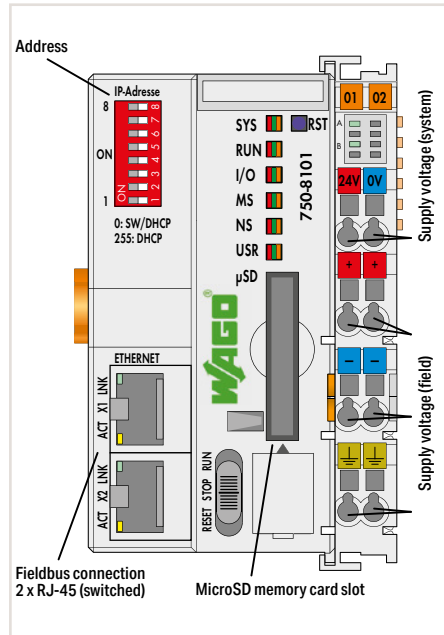 Address
IP-Adresse
8
ON
1
ON
1 2 3 4 5 6 7 8
0: SW/DHCP
255: DHCP
SYS
RST
RUN
I/O
MS
NS
USR
µSD
750-8101
WAGO®
01 02
A
B
24V 0V
+ +
– –
Supply voltage (system)
Supply voltage (field)
ETHERNET
ACT X1 LNK
ACT X2 LNK
RESET STOP RUN
Fieldbus connection
2 x RJ-45 (switched)
MicroSD memory card slot